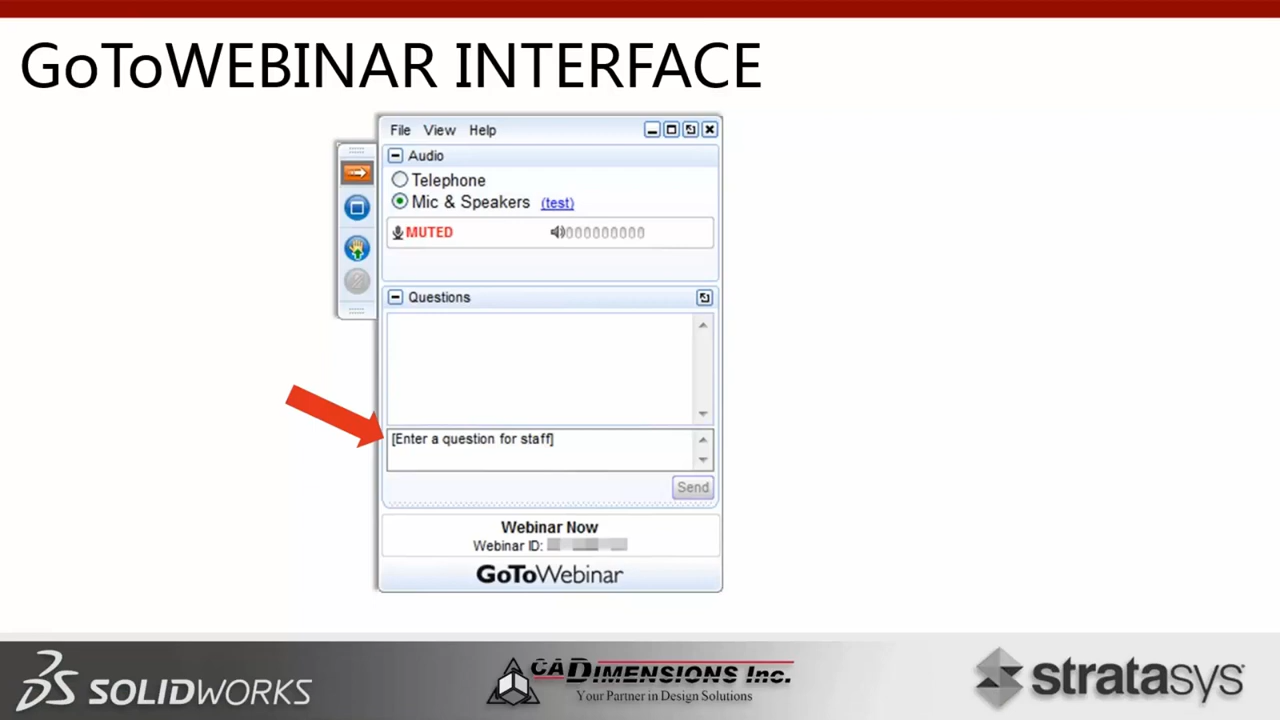 GoToWEBINAR INTERFACE
File View Help
Audio
Telephone
Mic & Speakers (test)
MUTED
Questions
[Enter a question for staff]
Send
Webinar Now
Webinar ID:
GoToWebinar
SOLIDWORKS
CADIMENSIONS Inc.
Your Partner in Design Solutions
stratasys